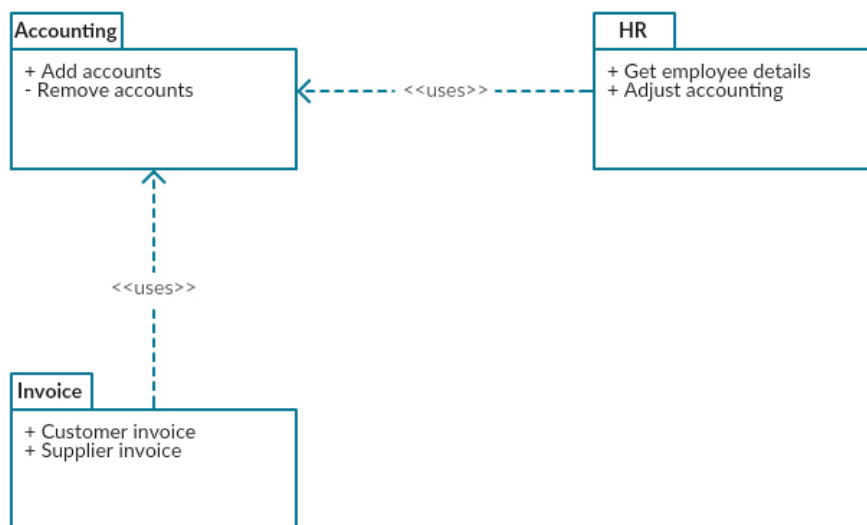 Accounting
+ Add accounts
- Remove accounts
<<uses>>
HR
+ Get employee details
+ Adjust accounting
<<uses>>
Invoice
+ Customer invoice
+ Supplier invoice